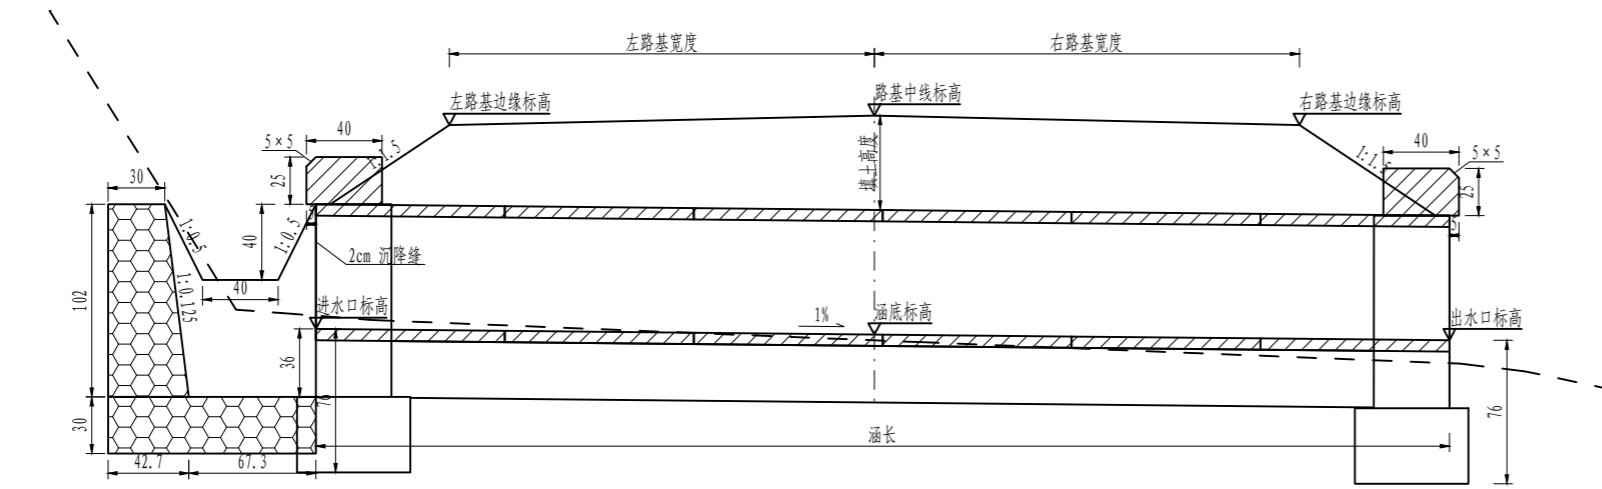 左路基宽度
右路基宽度
左路基边缘标高
路基中线标高
右路基边缘标高
5×5
40
1:1.5
25
填土高度
1:1.5
40
5×5
25
30
1:0.5
40
1:0.5
5
5
2cm 沉降缝
40
102
1:0.125
进水口标高
1%
涵底标高
出水口标高
36
76
76
30
涵长
42.7
67.3